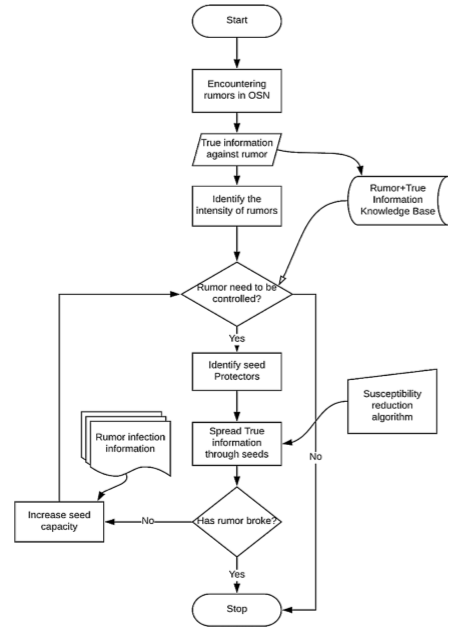 Start
Encountering
rumors in OSN
True information
against rumor
Identify the
intensity of rumors
Rumor+True
Information
Knowledge Base
Rumor need to be
controlled?
Yes
Identify seed
Protectors
Susceptibility
reduction
algorithm
Spread True
information
through seeds
Rumor infection
information
No
Increase seed
capacity
No
Has rumor broke?
Yes
Stop